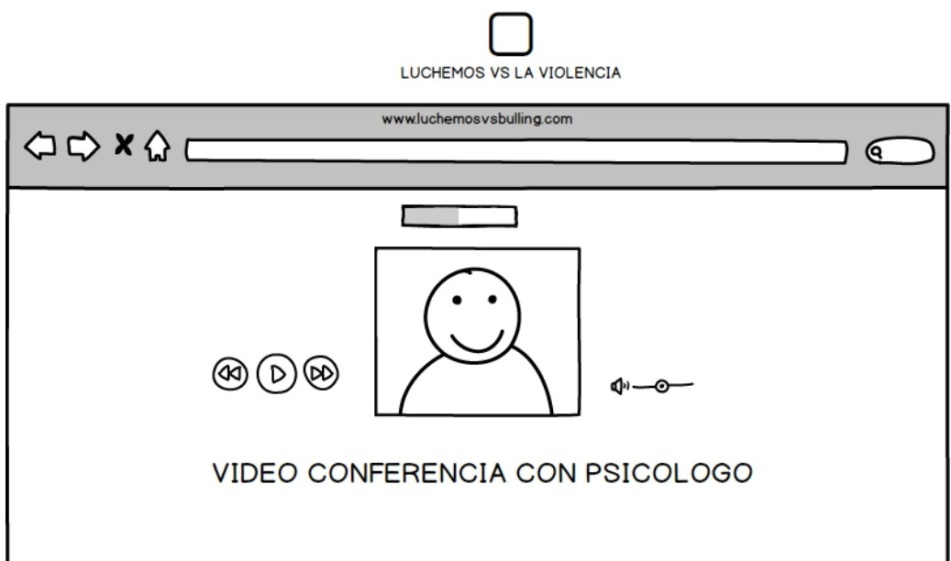 LUCHEMOS VS LA VIOLENCIA
www.luchemosvsbulling.com
VIDEO CONFERENCIA CON PSICOLOGO